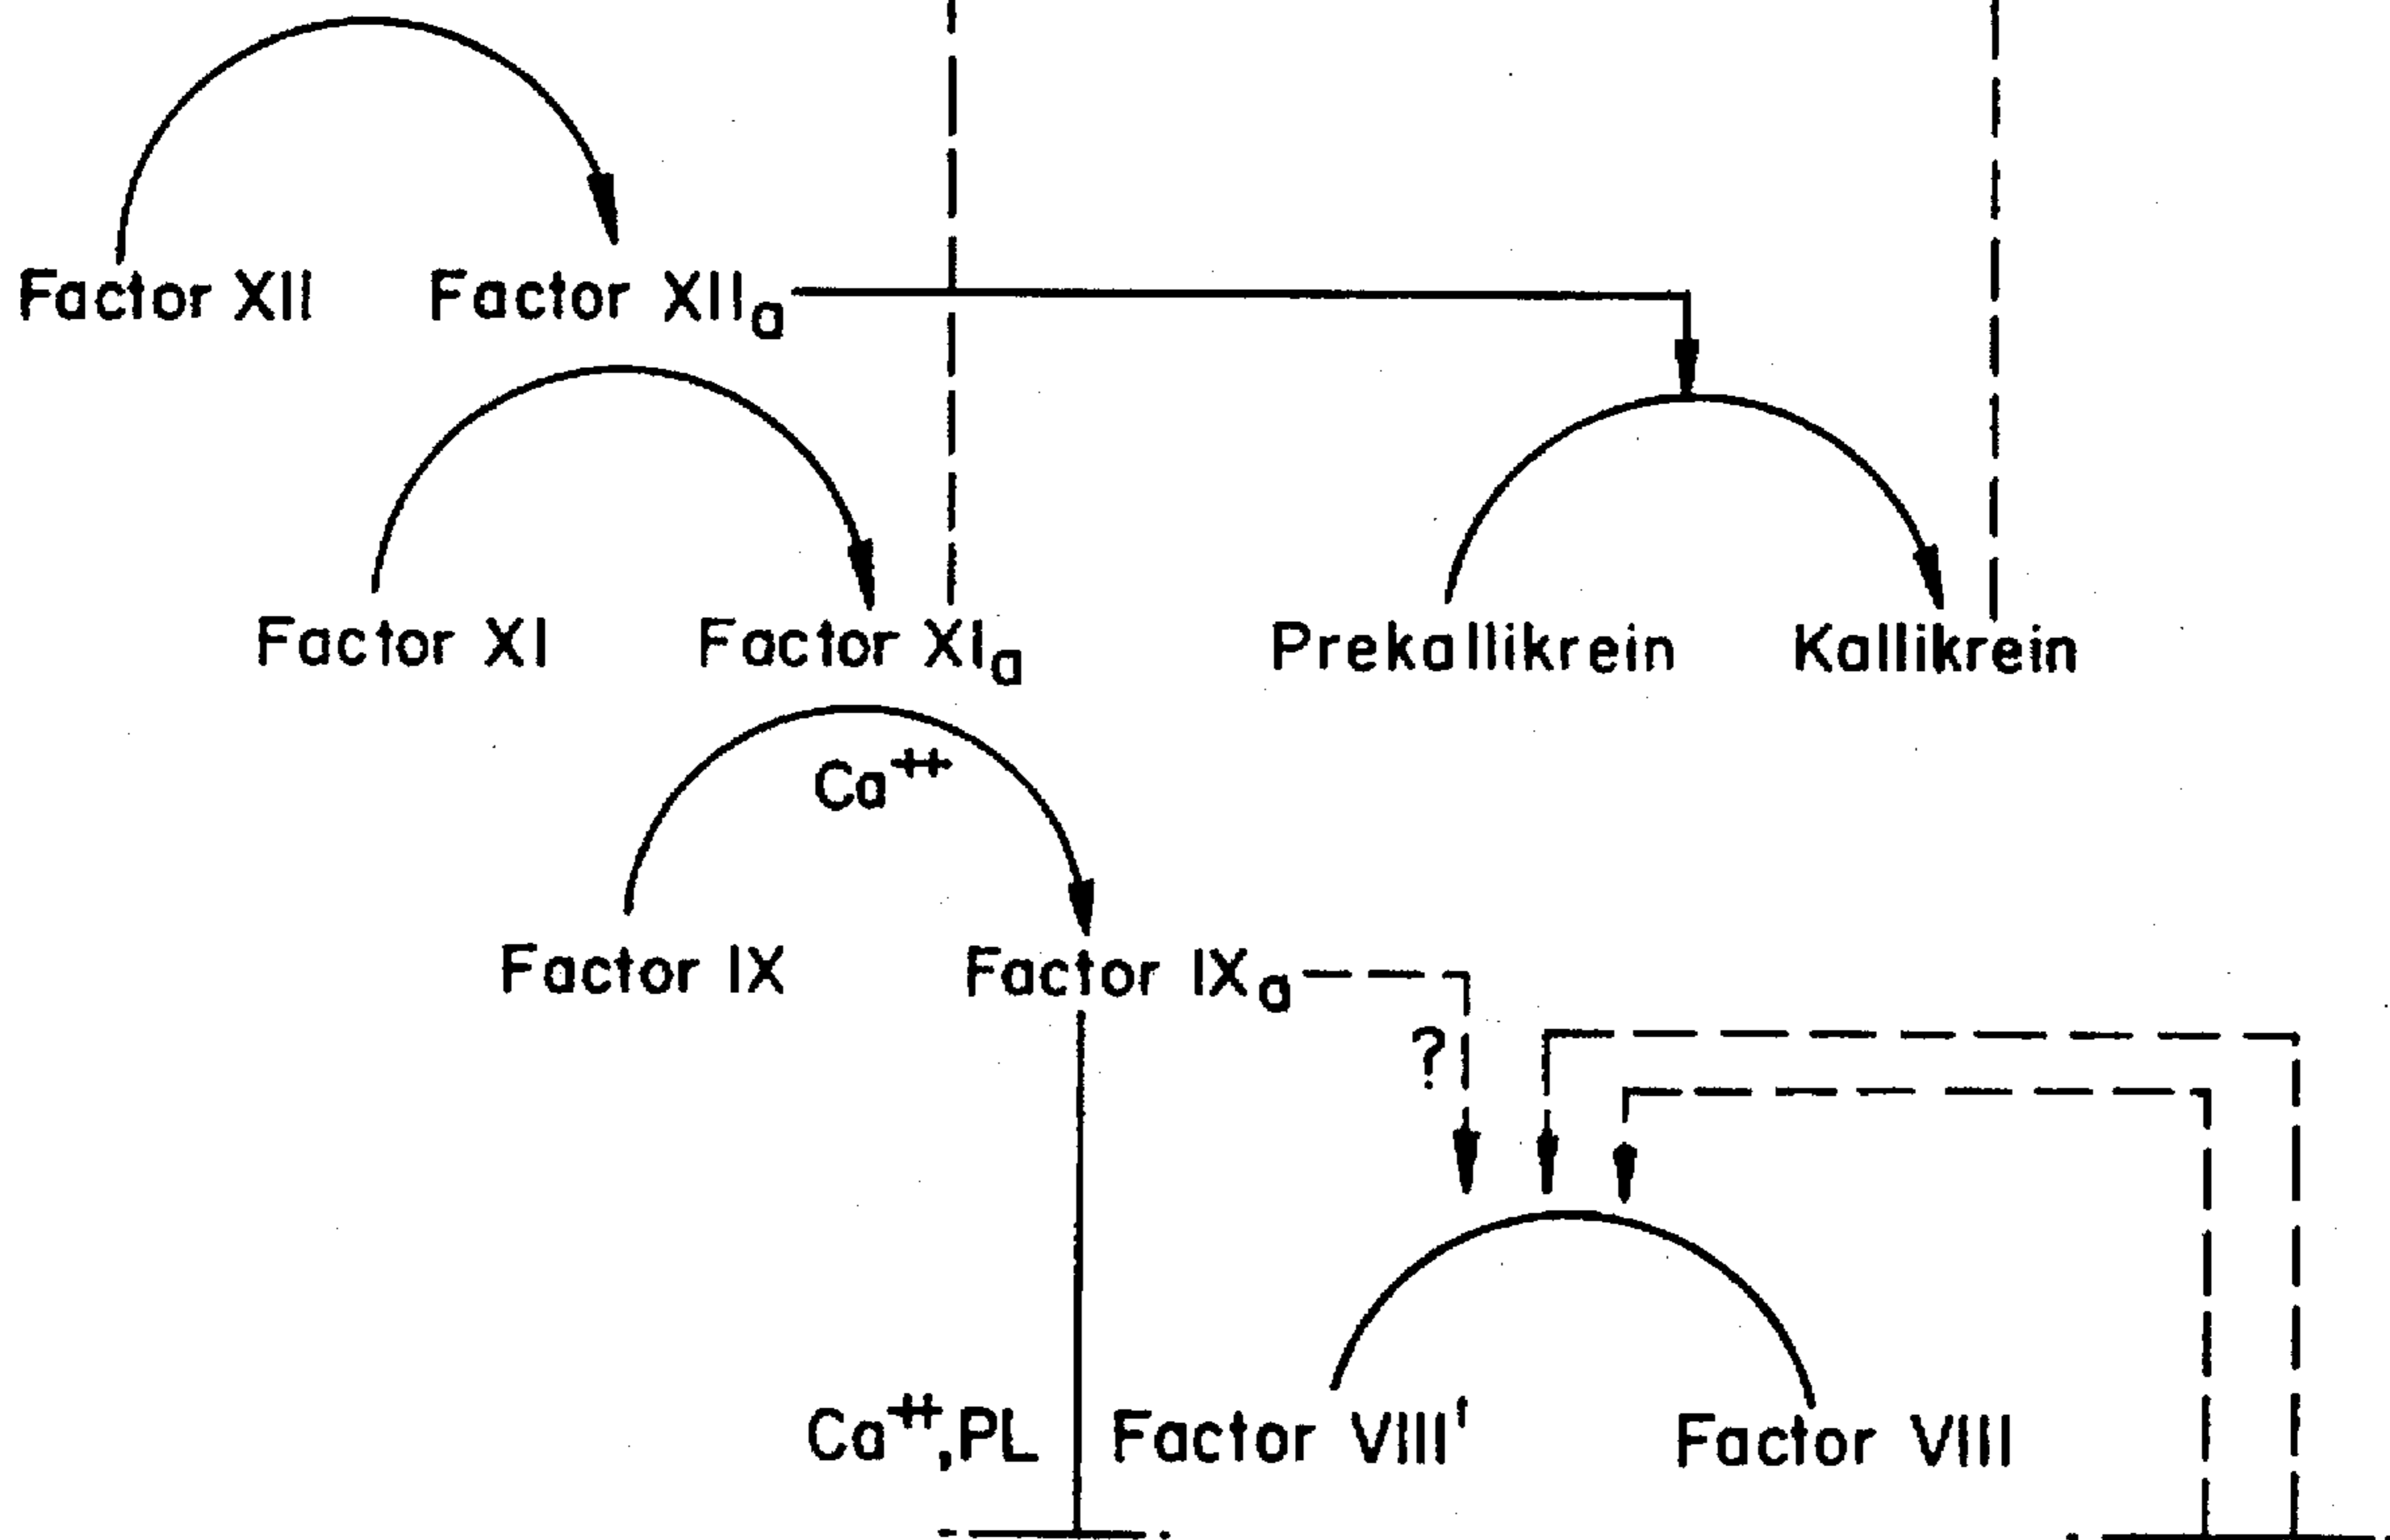 Factor XII Factor XIIa
Factor XI Factor XIa Prekallikrein Kallikrein
Ca++
Factor IX Factor IXa
?
Ca++,PL Factor VIII' Factor VIII